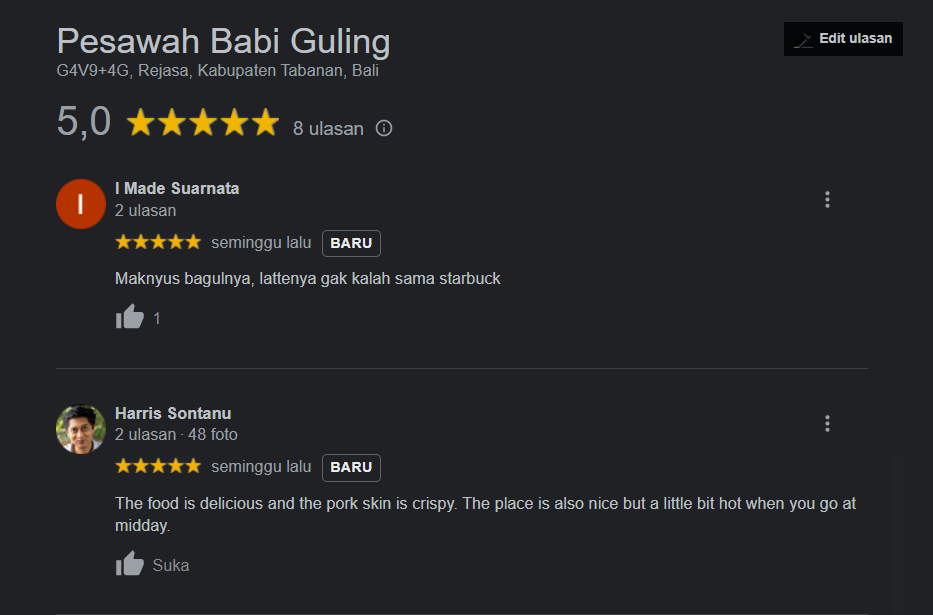 Pesawah Babi Guling
Edit ulasan
G4V9+4G, Rejasa, Kabupaten Tabanan, Bali
5,0 8 ulasan
I
I Made Suarnata
2 ulasan
seminggu lalu BARU
Maknyus bagulnya, lattenya gak kalah sama starbuck
1
Harris Sontanu
2 ulasan · 48 foto
seminggu lalu BARU
The food is delicious and the pork skin is crispy. The place is also nice but a little bit hot when you go at
midday.
Suka